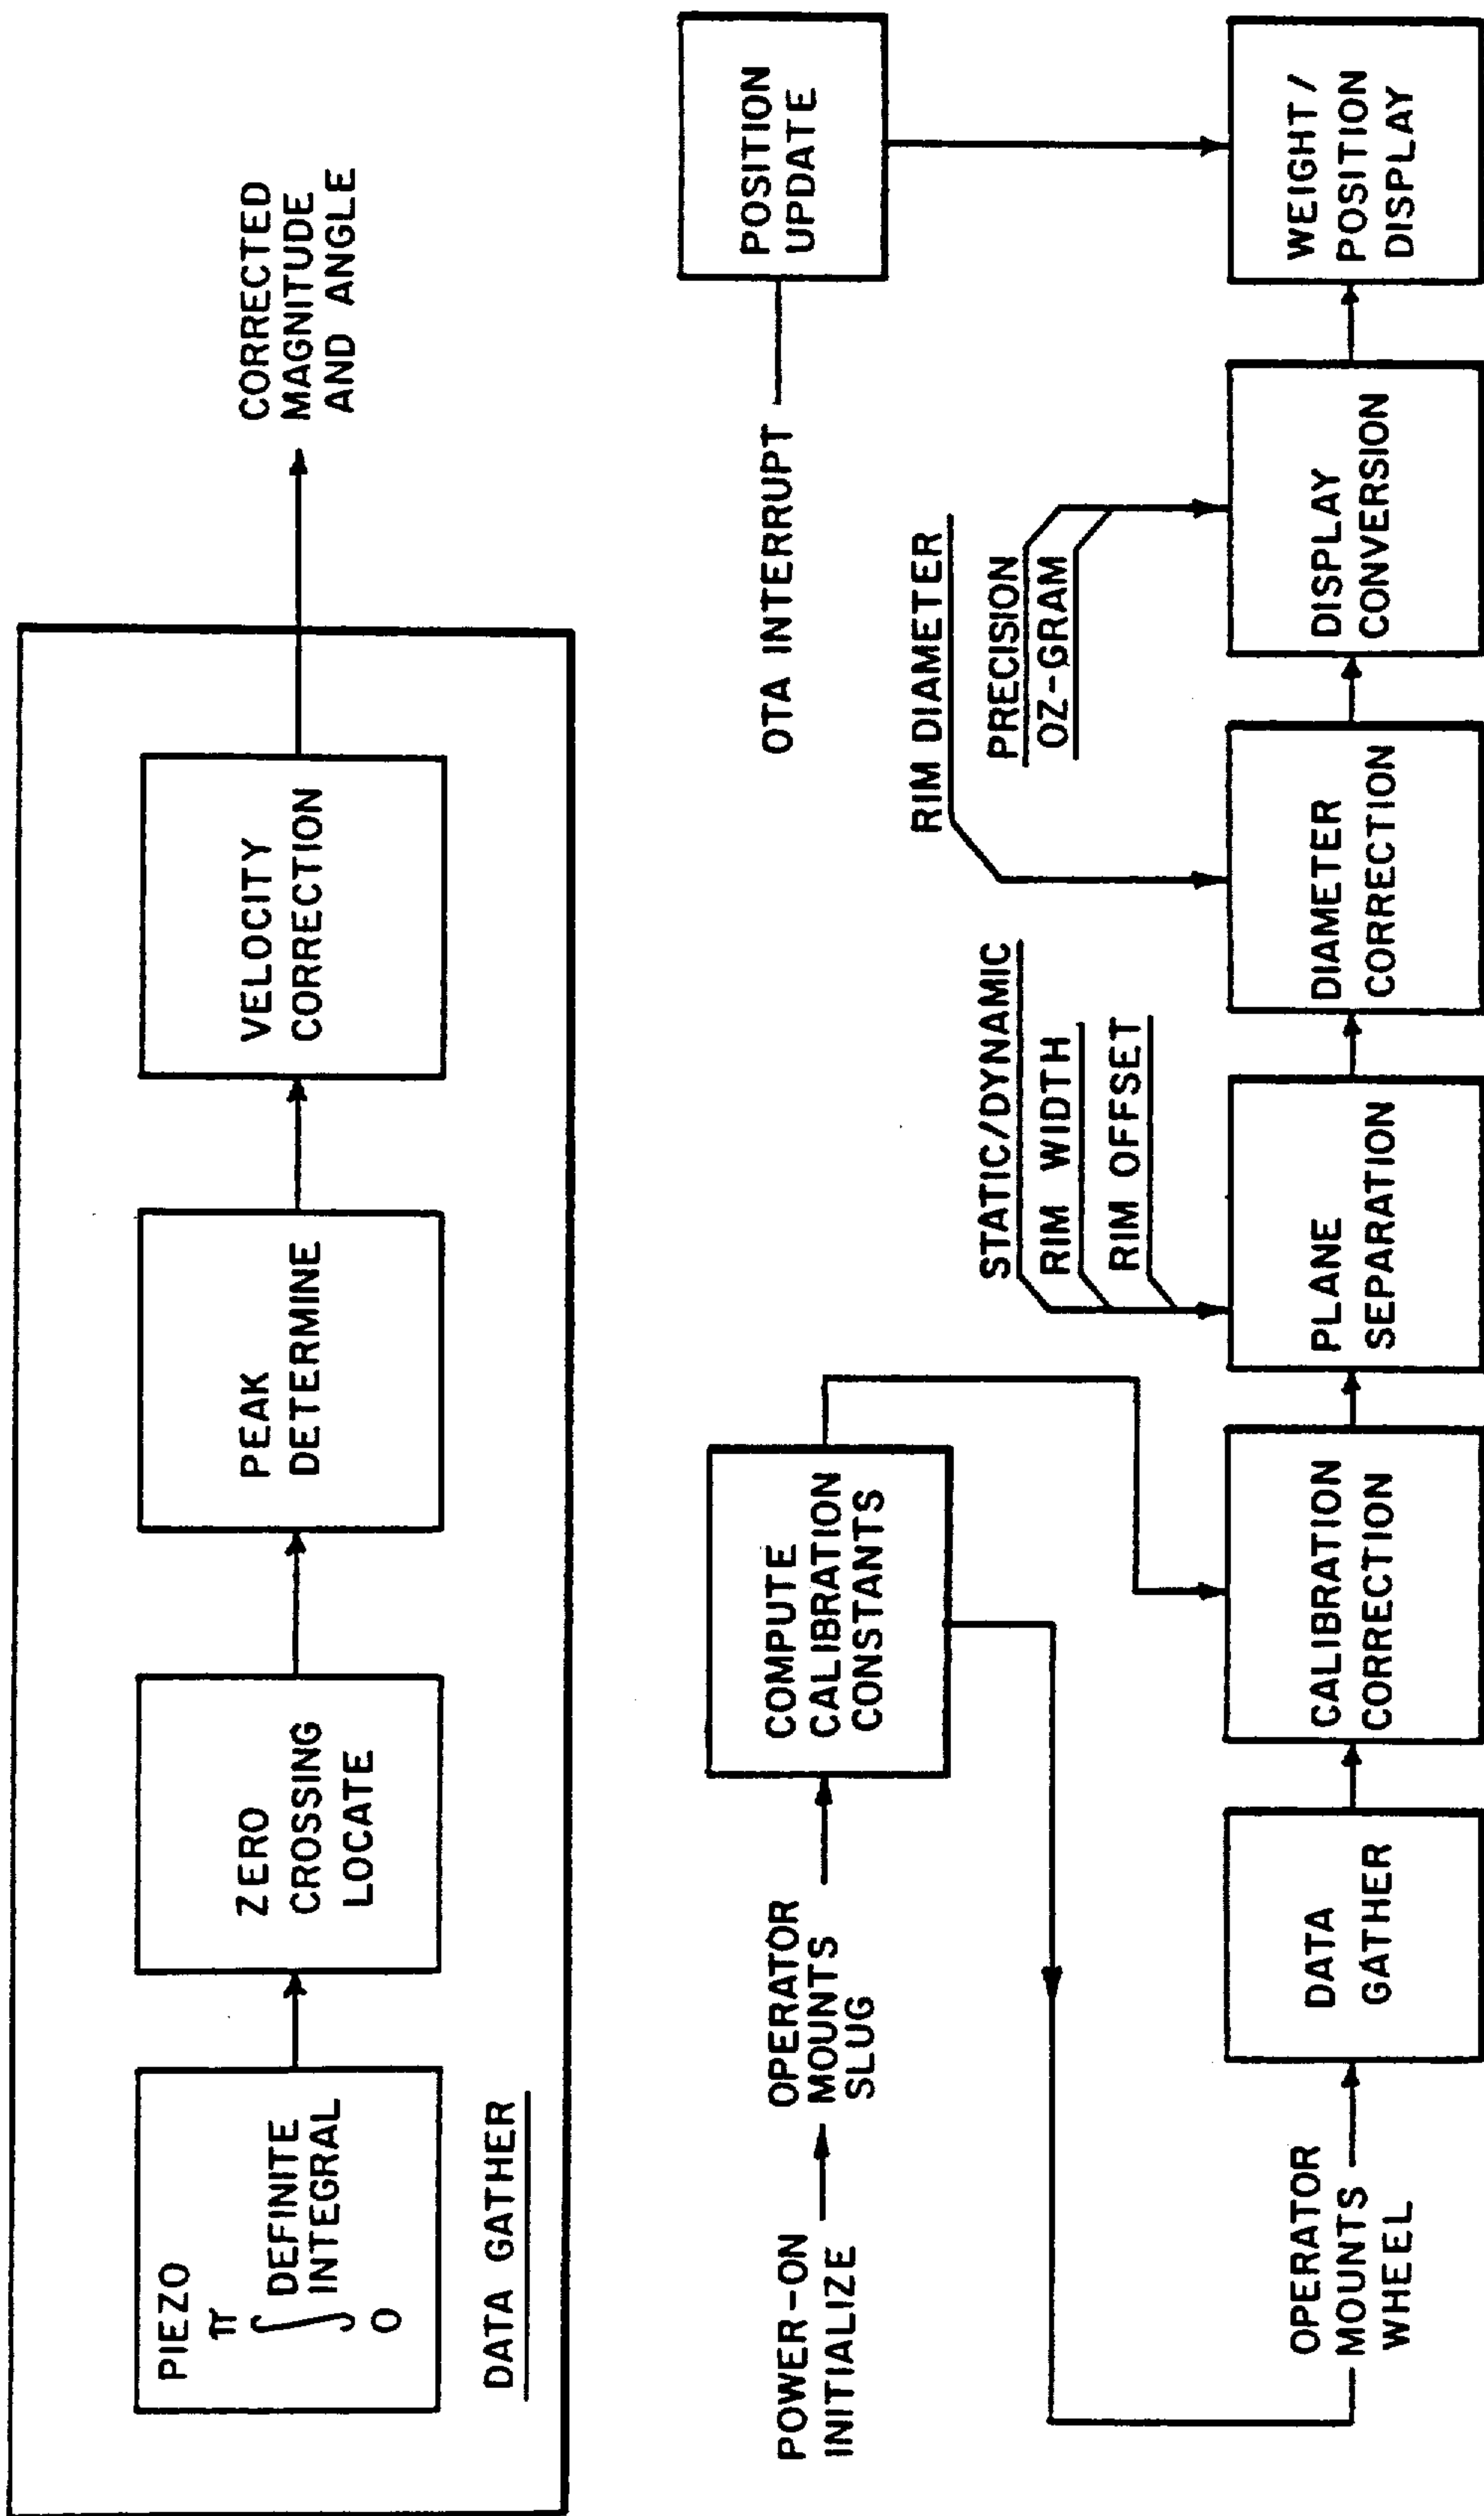 PIEZO
π
∫ DEFINITE
INTEGRAL
0
ZERO
CROSSING
LOCATE
PEAK
DETERMINE
VELOCITY
CORRECTION
CORRECTED
MAGNITUDE
AND ANGLE
DATA GATHER
POWER-ON
INITIALIZE
OPERATOR
MOUNTS
SLUG
COMPUTE
CALIBRATION
CONSTANTS
OTA INTERRUPT
POSITION
UPDATE
STATIC/DYNAMIC
RIM WIDTH
RIM OFFSET
RIM DIAMETER
PRECISION
OZ-GRAM
OPERATOR
MOUNTS
WHEEL
DATA
GATHER
CALIBRATION
CORRECTION
PLANE
SEPARATION
DIAMETER
CORRECTION
DISPLAY
CONVERSION
WEIGHT/
POSITION
DISPLAY